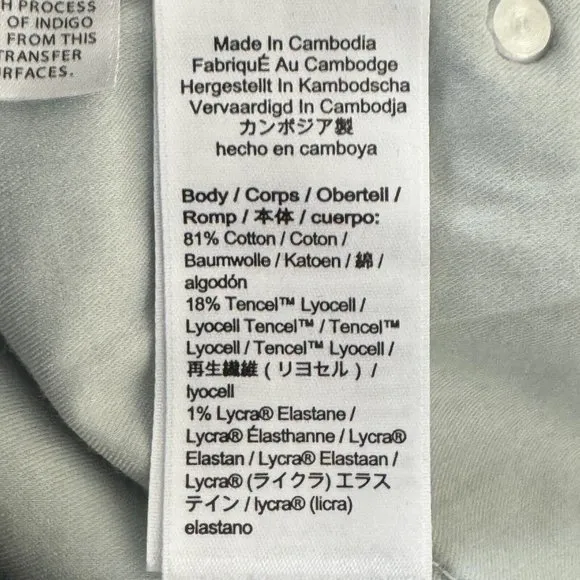 H PROCESS
OF INDIGO
FROM THIS
TRANSFER
RFACES.
Made In Cambodia
FabriquÉ Au Cambodge
Hergestellt In Kambodscha
Vervaardigd In Cambodja
カンボジア製
hecho en camboya
Body / Corps / Oberteil /
Romp / 本体 / cuerpo:
81% Cotton / Coton /
Baumwolle / Katoen / 綿 /
algodón
18% Tencel™ Lyocell /
Lyocell Tencel™ / Tencel™
Lyocell / Tencel™ Lyocell /
再生繊維 ( リヨセル ) /
lyocell
1% Lycra® Elastane /
Lycra® Élasthanne / Lycra®
Elastan / Lycra® Elastaan /
Lycra® (ライクラ) エラス
テイン / lycra® (licra)
elastano